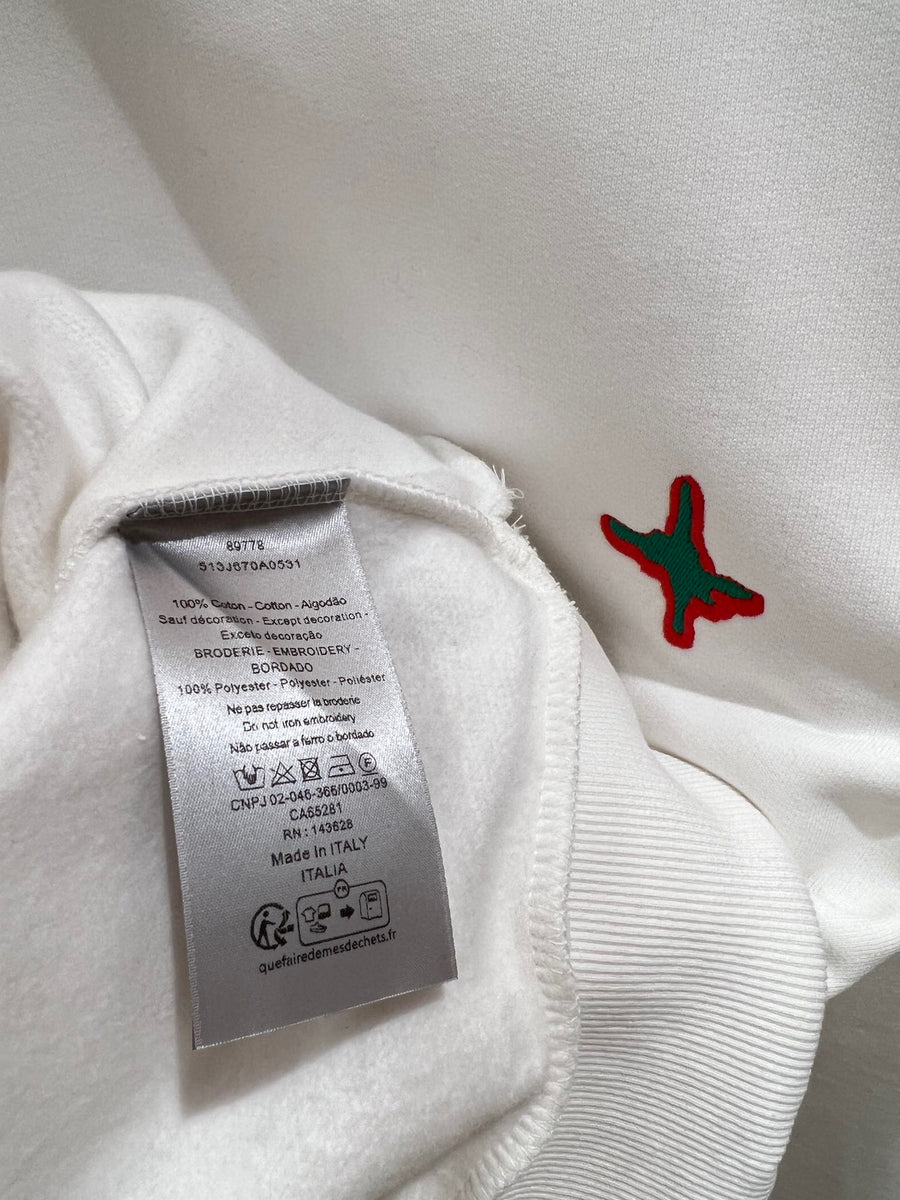 89778
513J670A0531
100% Coton - Cotton - Algodão
Sauf décoration - Except decoration -
Exceto decoração
BRODERIE - EMBROIDERY -
BORDADO
100% Polyester - Polyester - Poliéster
Ne pas repasser la broderie
Do not iron embroidery
Não passar a ferro o bordado
F
CNPJ 02-046-366/0003-99
CA65281
RN : 143628
Made in ITALY
ITALIA
FR
quefairedemesdechets.fr